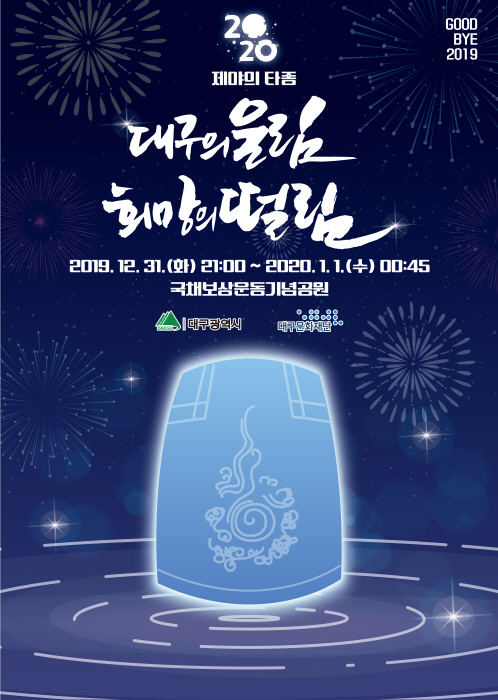 GOOD
BYE
2019
2020
제야의 타종
대구의 울림
희망의 떨림
2019. 12. 31.(화) 21:00 ~ 2020. 1. 1.(수) 00:45
국채보상운동기념공원
대구광역시
대구문화재단